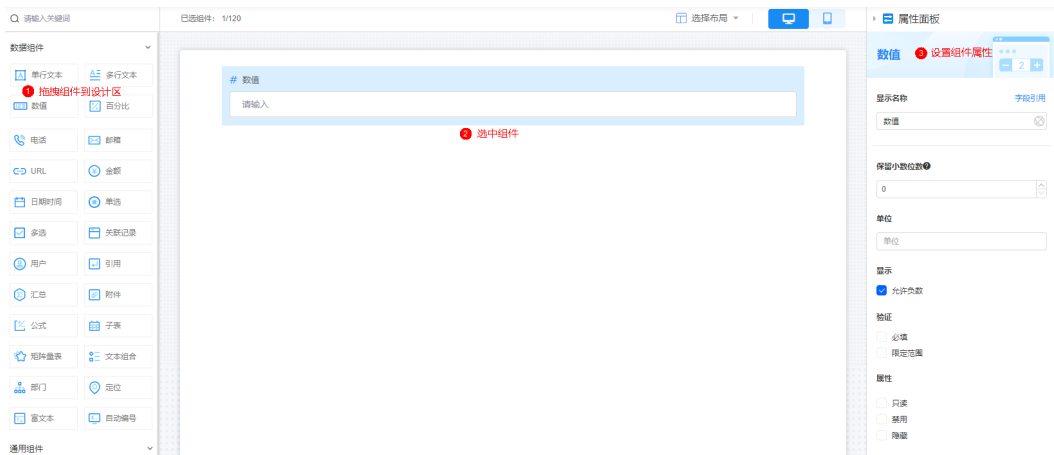 请输入关键词
已选组件： 1/120
选择布局
属性面板
数据组件
单行文本
多行文本
1 拖拽组件到设计区
数值
百分比
电话
邮箱
URL
金额
日期时间
单选
多选
关联记录
用户
引用
汇总
附件
公式
子表
矩阵量表
文本组合
部门
定位
富文本
自动编号
通用组件
# 数值
请输入
2 选中组件
数值
3 设置组件属性
2
显示名称
字段引用
数值
保留小数位数
0
单位
单位
显示
允许负数
验证
必填
限定范围
属性
只读
禁用
隐藏